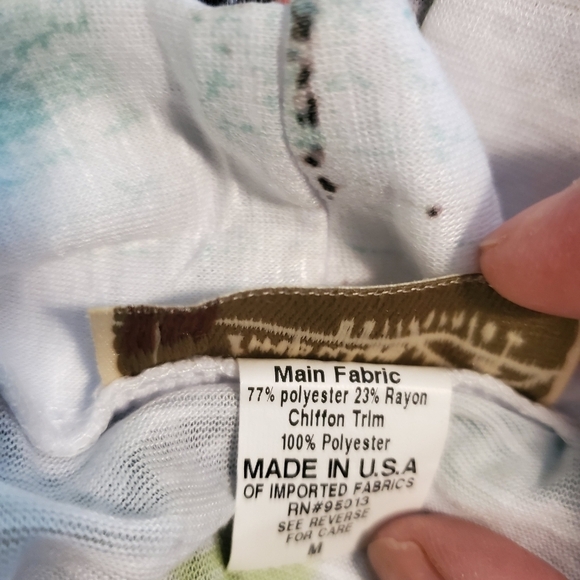 Main Fabric
77% polyester 23% Rayon
Chiffon Trim
100% Polyester
MADE IN U.S.A
OF IMPORTED FABRICS
RN#95013
SEE REVERSE
FOR CARE
M